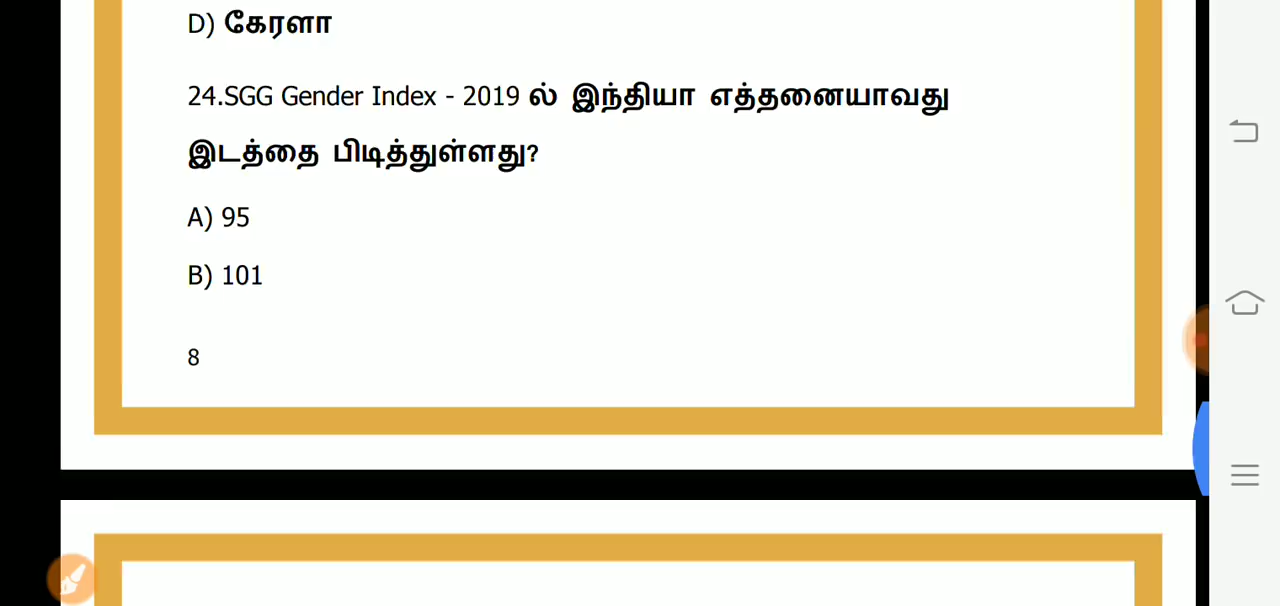 D) கேரளா
24.SGG Gender Index - 2019 ல் இந்தியா எத்தனையாவது
இடத்தை பிடித்துள்ளது?
A) 95
B) 101
8